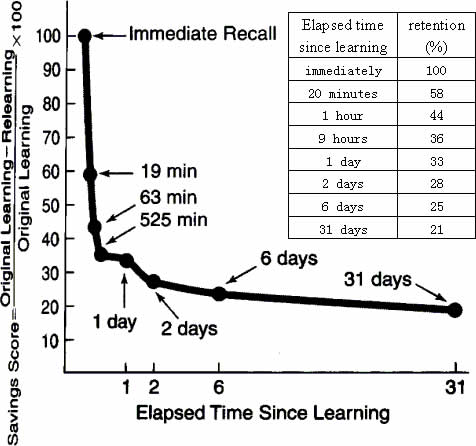 Savings Score = Original Learning – Relearning ×100
Original Learning
100
90
80
70
60
50
40
30
20
10
Immediate Recall
19 min
63 min
525 min
1 day
2 days
6 days
31 days
1 2 6 31
Elapsed Time Since Learning
Elapsed time since learning retention (%)
immediately 100
20 minutes 58
1 hour 44
9 hours 36
1 day 33
2 days 28
6 days 25
31 days 21